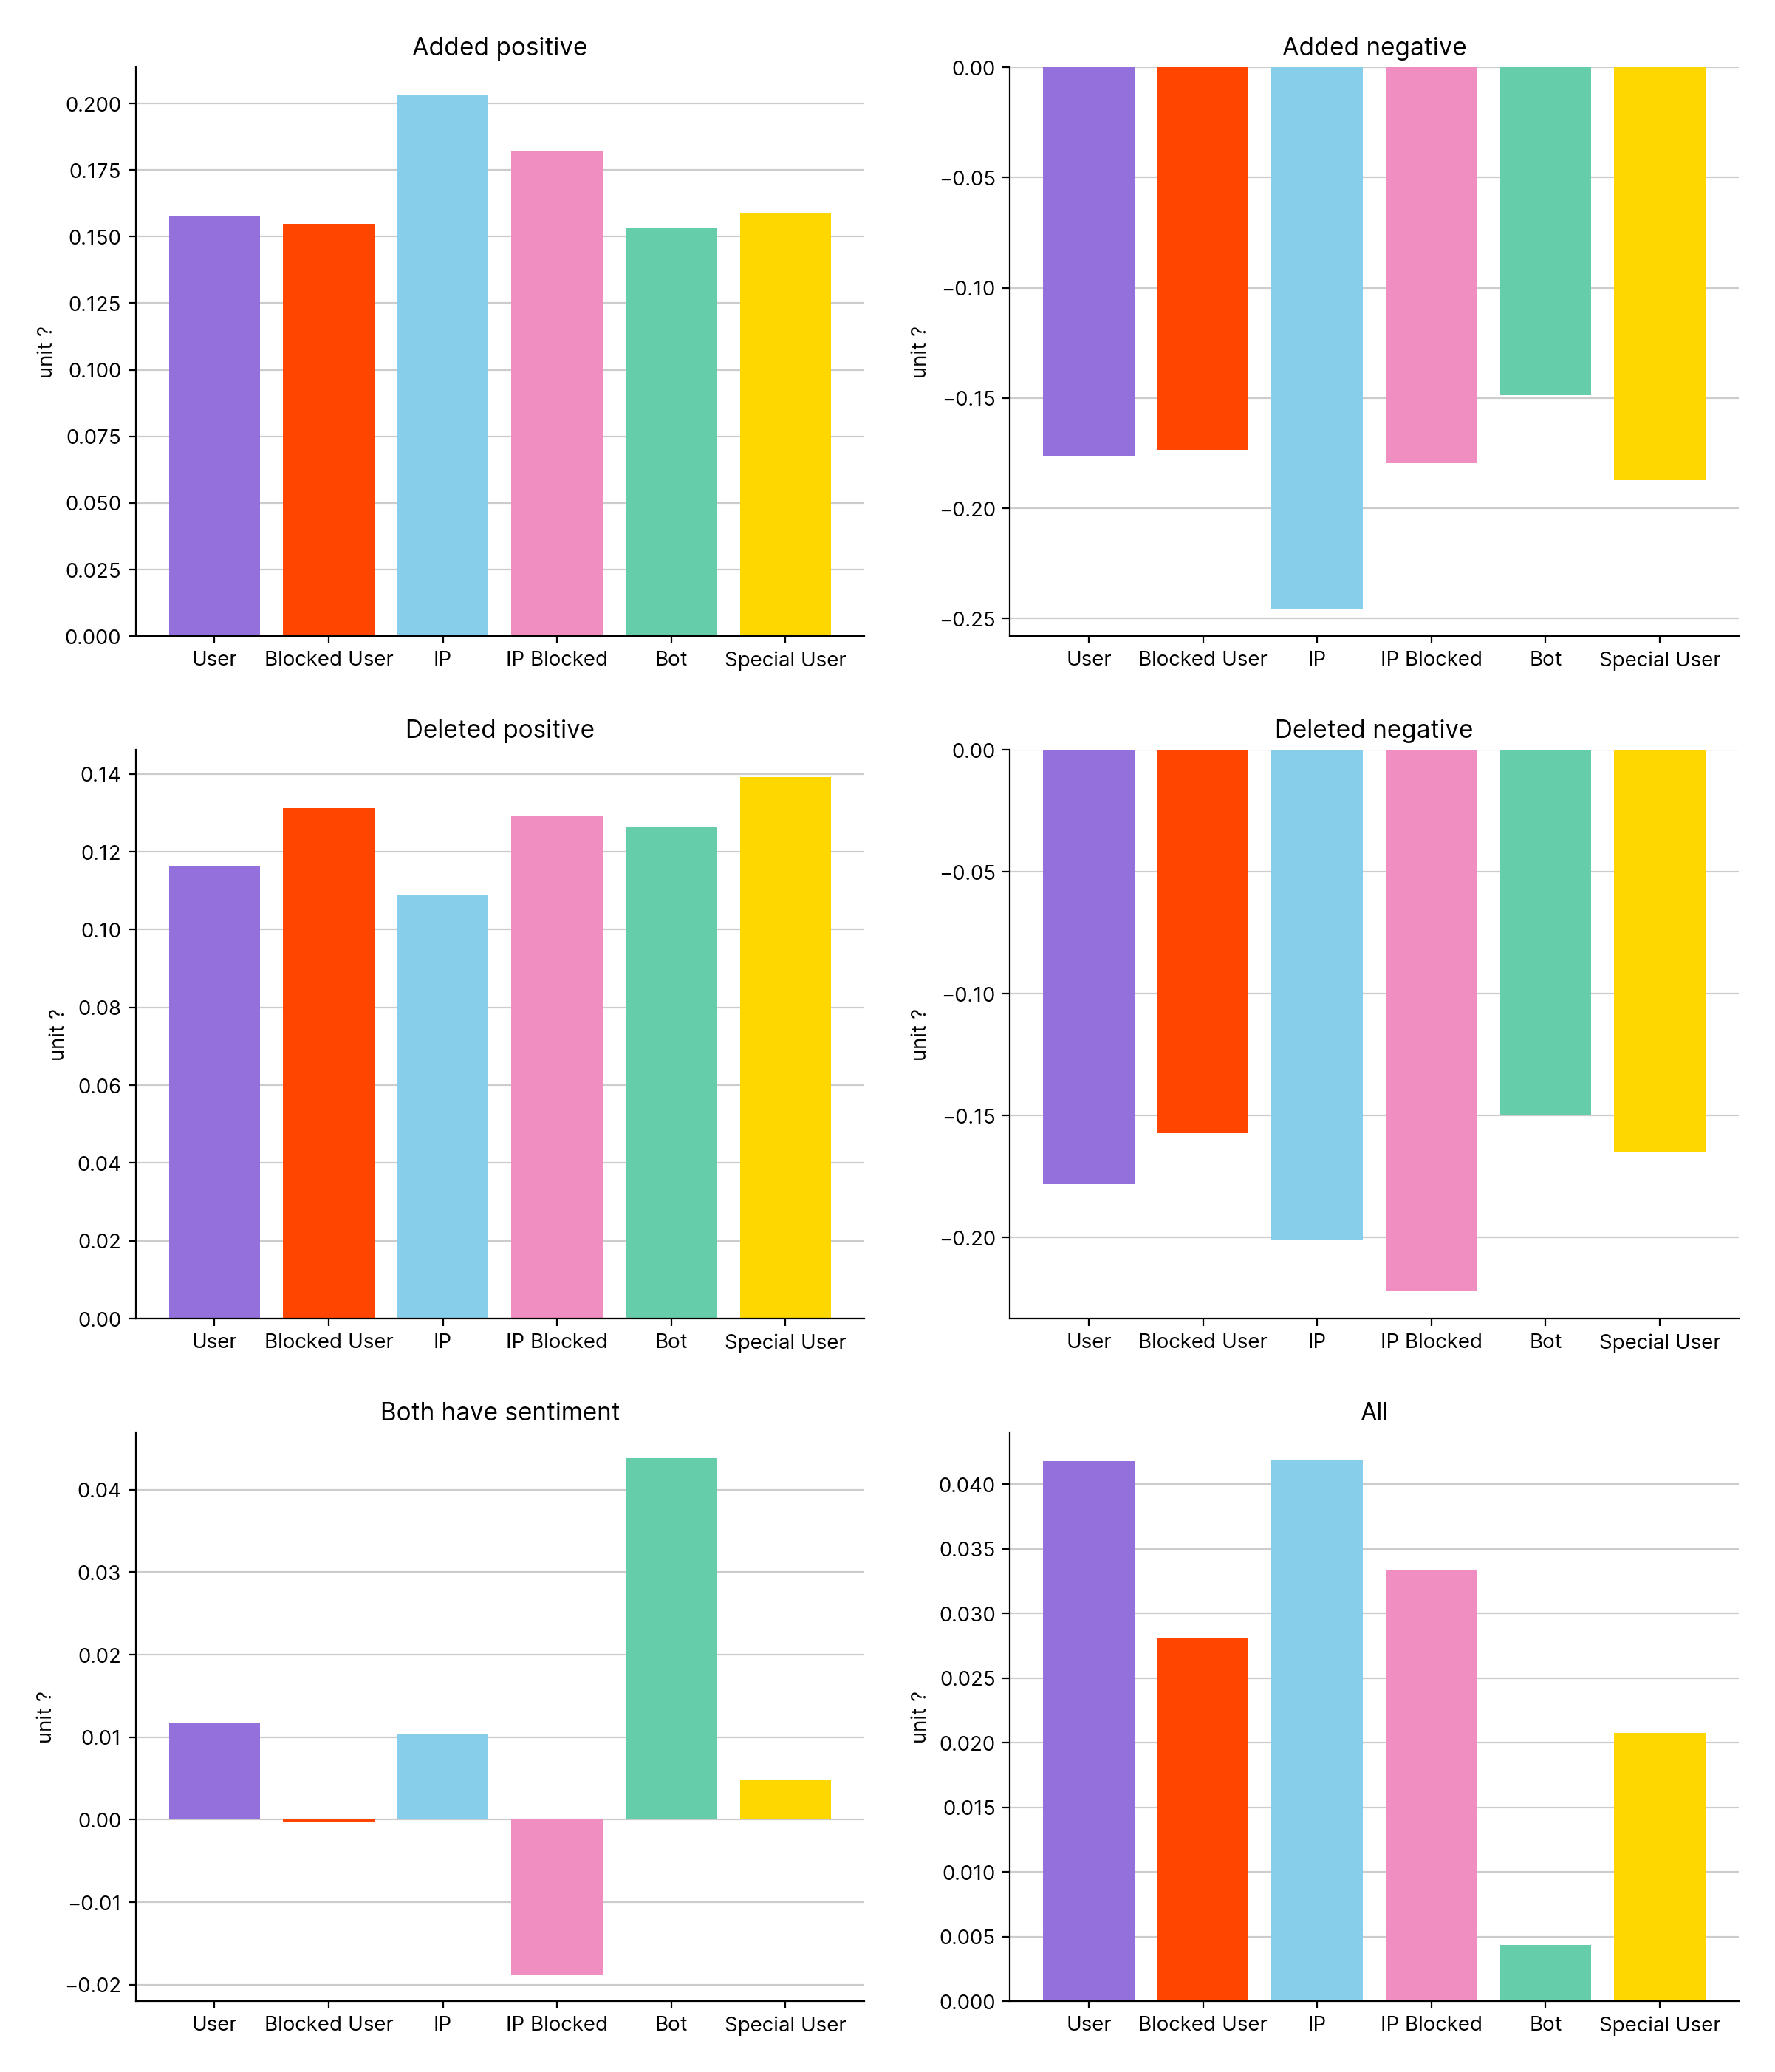 Added positive
0.200
0.175
0.150
0.125
0.100
0.075
0.050
0.025
0.000
unit ?
User Blocked User IP IP Blocked Bot Special User
Added negative
0.00
−0.05
−0.10
−0.15
−0.20
−0.25
unit ?
User Blocked User IP IP Blocked Bot Special User
Deleted positive
0.14
0.12
0.10
0.08
0.06
0.04
0.02
0.00
unit ?
User Blocked User IP IP Blocked Bot Special User
Deleted negative
0.00
−0.05
−0.10
−0.15
−0.20
unit ?
User Blocked User IP IP Blocked Bot Special User
Both have sentiment
0.04
0.03
0.02
0.01
0.00
−0.01
−0.02
unit ?
User Blocked User IP IP Blocked Bot Special User
All
0.040
0.035
0.030
0.025
0.020
0.015
0.010
0.005
0.000
unit ?
User Blocked User IP IP Blocked Bot Special User